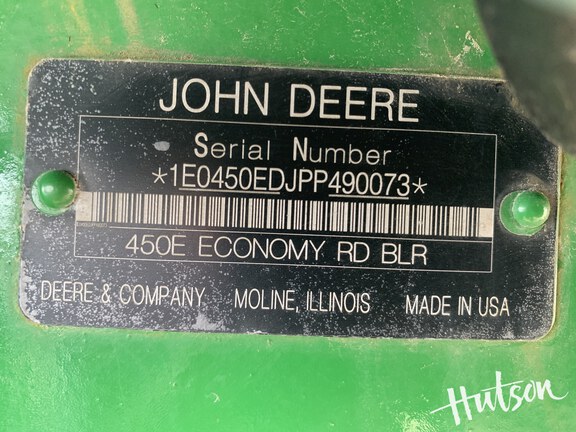 JOHN DEERE
Serial Number
*1E0450EDJPP490073*
450E ECONOMY RD BLR
DEERE & COMPANY MOLINE, ILLINOIS MADE IN USA
Hutson